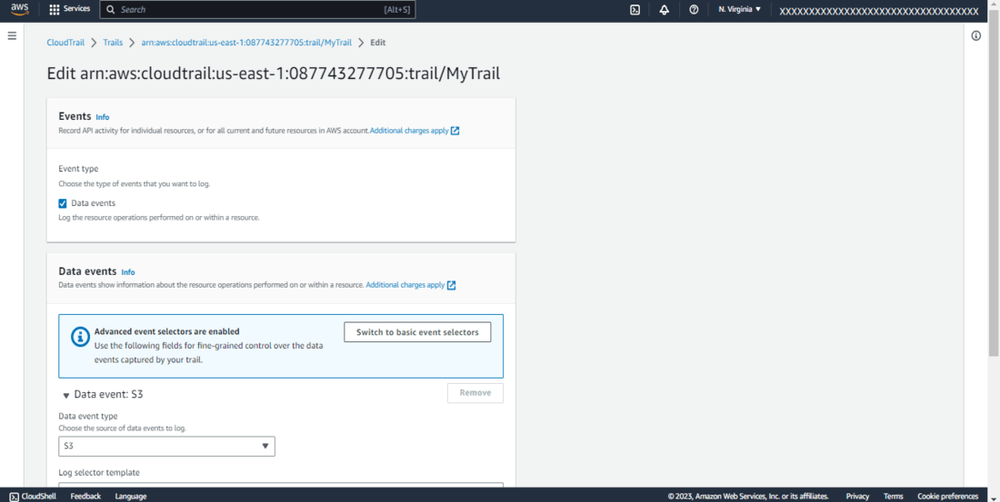 aws
Services
Search
[Alt+S]
N. Virginia
XXXXXXXXXXXXXXXXXXXXXXXXXXXXXXXXXX
CloudTrail
Trails
arn:aws:cloudtrail:us-east-1:087743277705:trail/MyTrail
Edit
Edit arn:aws:cloudtrail:us-east-1:087743277705:trail/MyTrail
Events Info
Record API activity for individual resources, or for all current and future resources in AWS account.Additional charges apply
Event type
Choose the type of events that you want to log.
Data events
Log the resource operations performed on or within a resource.
Data events Info
Data events show information about the resource operations performed on or within a resource. Additional charges apply
Advanced event selectors are enabled
Use the following fields for fine-grained control over the data
events captured by your trail.
Switch to basic event selectors
Data event: S3
Remove
Data event type
Choose the source of data events to log.
S3
Log selector template
CloudShell
Feedback
Language
© 2023, Amazon Web Services, Inc. or its affiliates.
Privacy
Terms
Cookie preferences